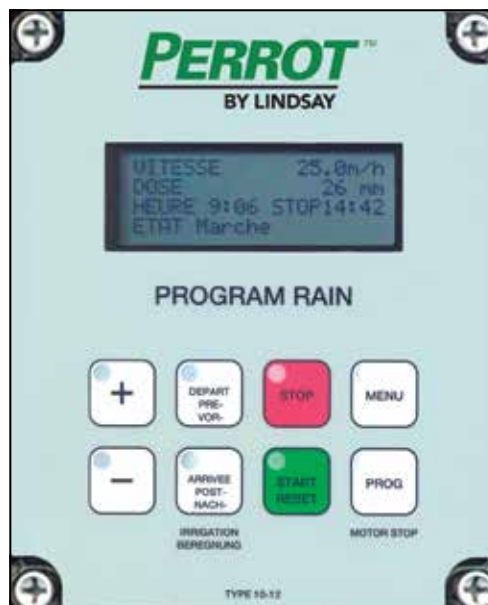 PERROT™
BY LINDSAY
VITESSE 25.0m/h
DOSE 26 mm
HEURE 9:06 STOP14:42
ETAT Marche
PROGRAM RAIN
+
DEPART
PRE-
VOR-
STOP
MENU
-
ARRIVEE
POST-
NACH-
START
RESET
PROG
IRRIGATION
BEREGNUNG
MOTOR STOP
TYPE 10-12